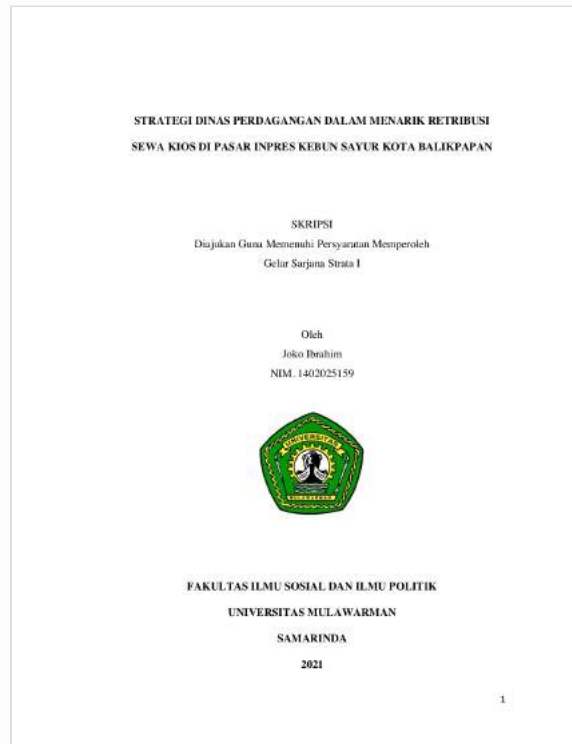 STRATEGI DINAS PERDAGANGAN DALAM MENARIK RETRIBUSI
SEWA KIOS DI PASAR INPRES KEBUN SAYUR KOTA BALIKPAPAN
SKRIPSI
Diajukan Guna Memenuhi Persyaratan Memperoleh
Gelar Sarjana Strata I
Oleh
Joko Ibrahim
NIM. 1402025159
UNIVERSITAS
MULAWARMAN
FAKULTAS ILMU SOSIAL DAN ILMU POLITIK
UNIVERSITAS MULAWARMAN
SAMARINDA
2021
1